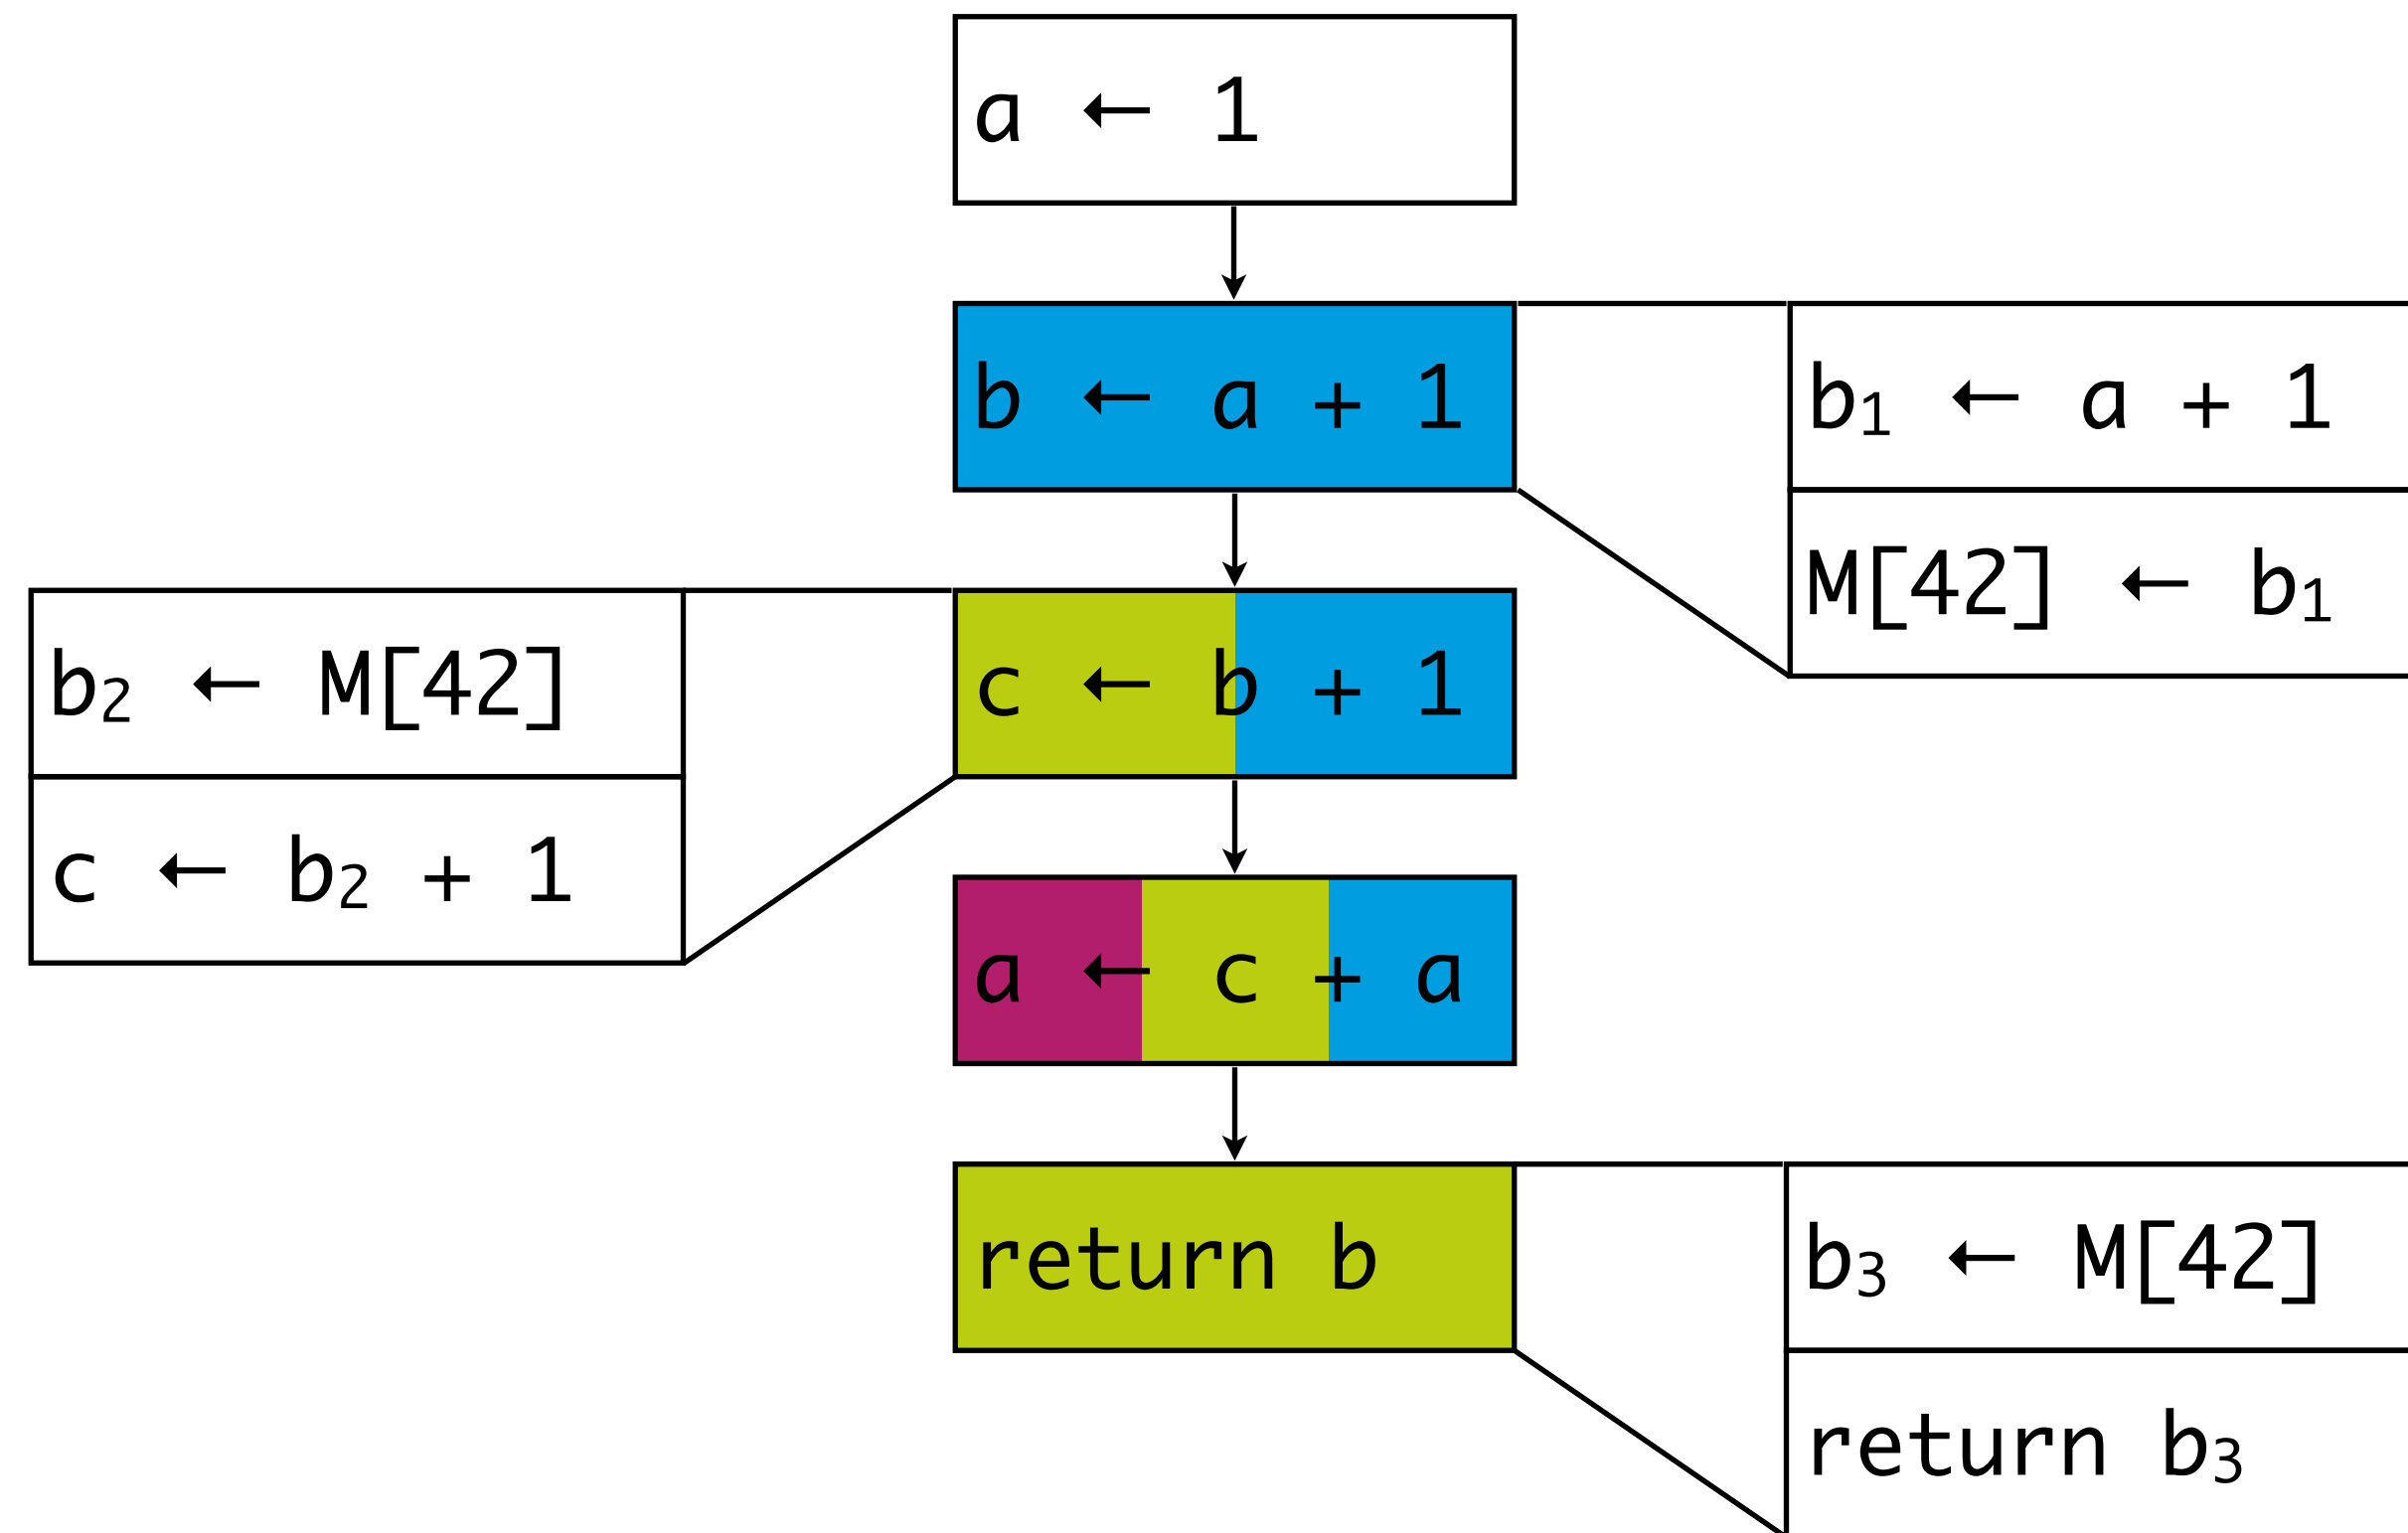 a ← 1
b ← a + 1
b₁ ← a + 1
M[42] ← b₁
c ← b + 1
b₂ ← M[42]
c ← b₂ + 1
a ← c + a
return b
b₃ ← M[42]
return b₃